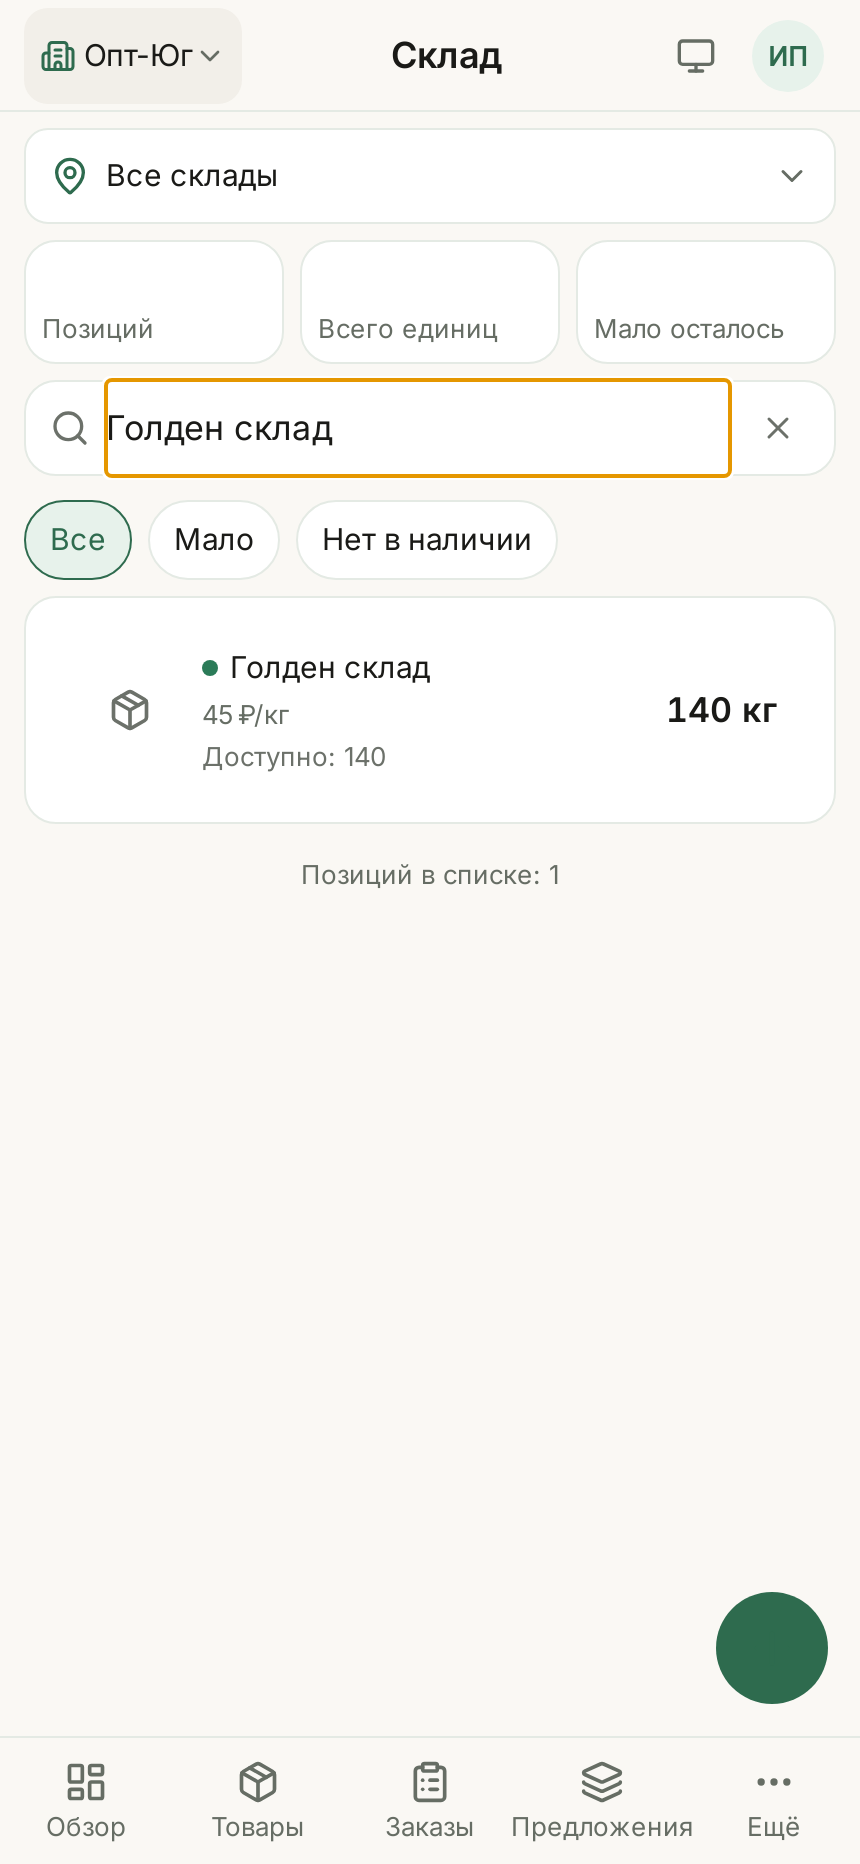 Опт-Юг
Склад
ИП
Все склады
Позиций
Всего единиц
Мало осталось
Голден склад
Все
Мало
Нет в наличии
Голден склад
45 ₽/кг
140 кг
Доступно: 140
Позиций в списке: 1
Обзор
Товары
Заказы
Предложения
Ещё